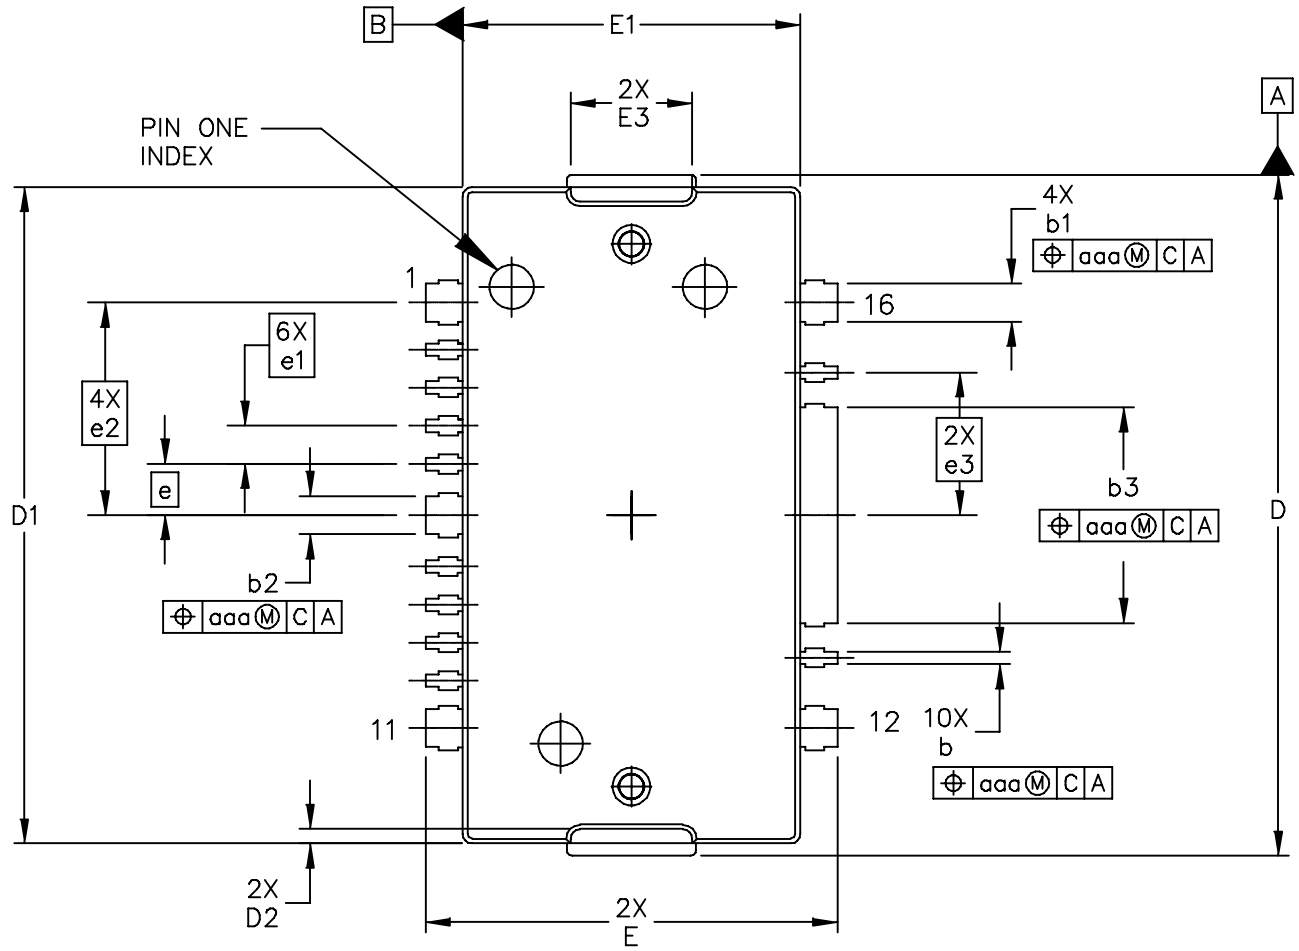 B
E1
2X
E3
A
PIN ONE
INDEX
4X
b1
⌖ aaa Ⓜ C A
1
16
6X
e1
4X
e2
2X
e3
e
b3
D1
D
⌖ aaa Ⓜ C A
b2
⌖ aaa Ⓜ C A
11
12
10X
b
⌖ aaa Ⓜ C A
2X
D2
2X
E